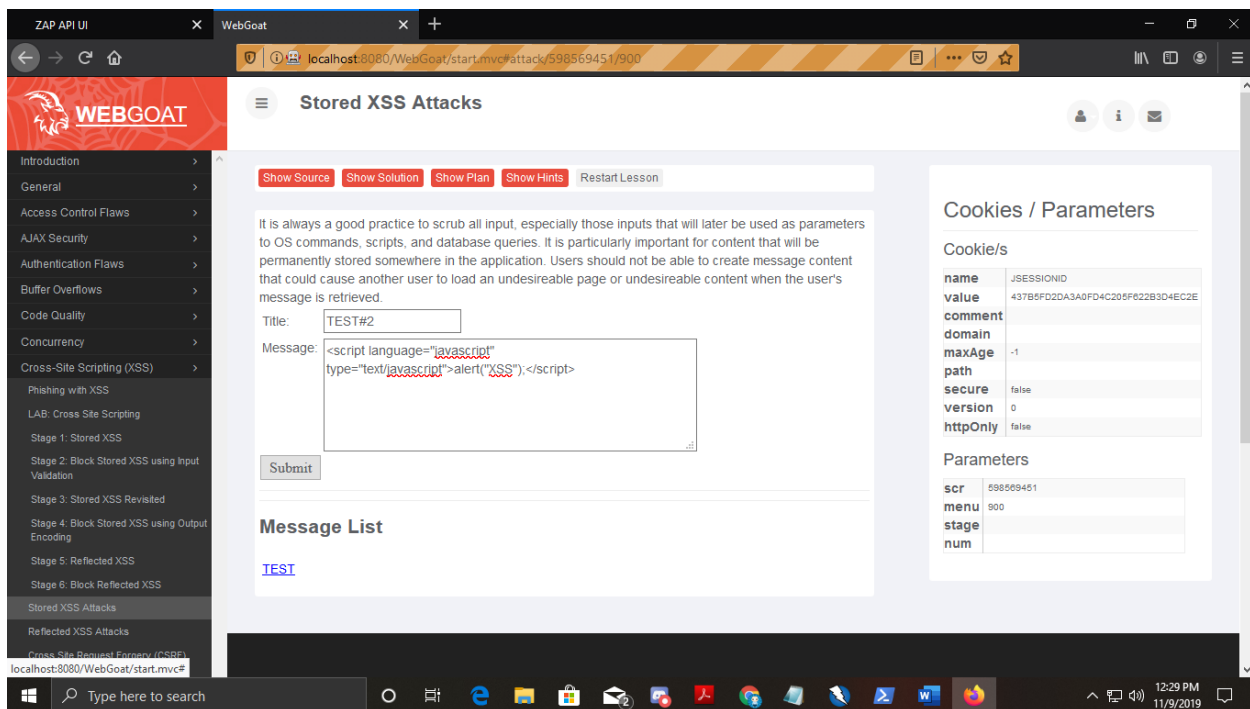 ZAP API UI
WebGoat
localhost:8080/WebGoat/start.mvc#attack/598569451/900
WEBGOAT
Stored XSS Attacks
Introduction
General
Access Control Flaws
AJAX Security
Authentication Flaws
Buffer Overflows
Code Quality
Concurrency
Cross-Site Scripting (XSS)
Phishing with XSS
LAB: Cross Site Scripting
Stage 1: Stored XSS
Stage 2: Block Stored XSS using Input
Validation
Stage 3: Stored XSS Revisited
Stage 4: Block Stored XSS using Output
Encoding
Stage 5: Reflected XSS
Stage 6: Block Reflected XSS
Stored XSS Attacks
Reflected XSS Attacks
Cross Site Request Forgery (CSRF)
localhost:8080/WebGoat/start.mvc#
Show Source Show Solution Show Plan Show Hints Restart Lesson
It is always a good practice to scrub all input, especially those inputs that will later be used as parameters
to OS commands, scripts, and database queries. It is particularly important for content that will be
permanently stored somewhere in the application. Users should not be able to create message content
that could cause another user to load an undesireable page or undesireable content when the user's
message is retrieved.
Title: TEST#2
Message: <script language="javascript"
type="text/javascript">alert("XSS");</script>
Submit
Message List
TEST
Cookies / Parameters
Cookie/s
name JSESSIONID
value 437B5FD2DA3A0FD4C205F622B3D4EC2E
comment
domain
maxAge -1
path
secure false
version 0
httpOnly false
Parameters
scr 598569451
menu 900
stage
num
Type here to search
12:29 PM
11/9/2019